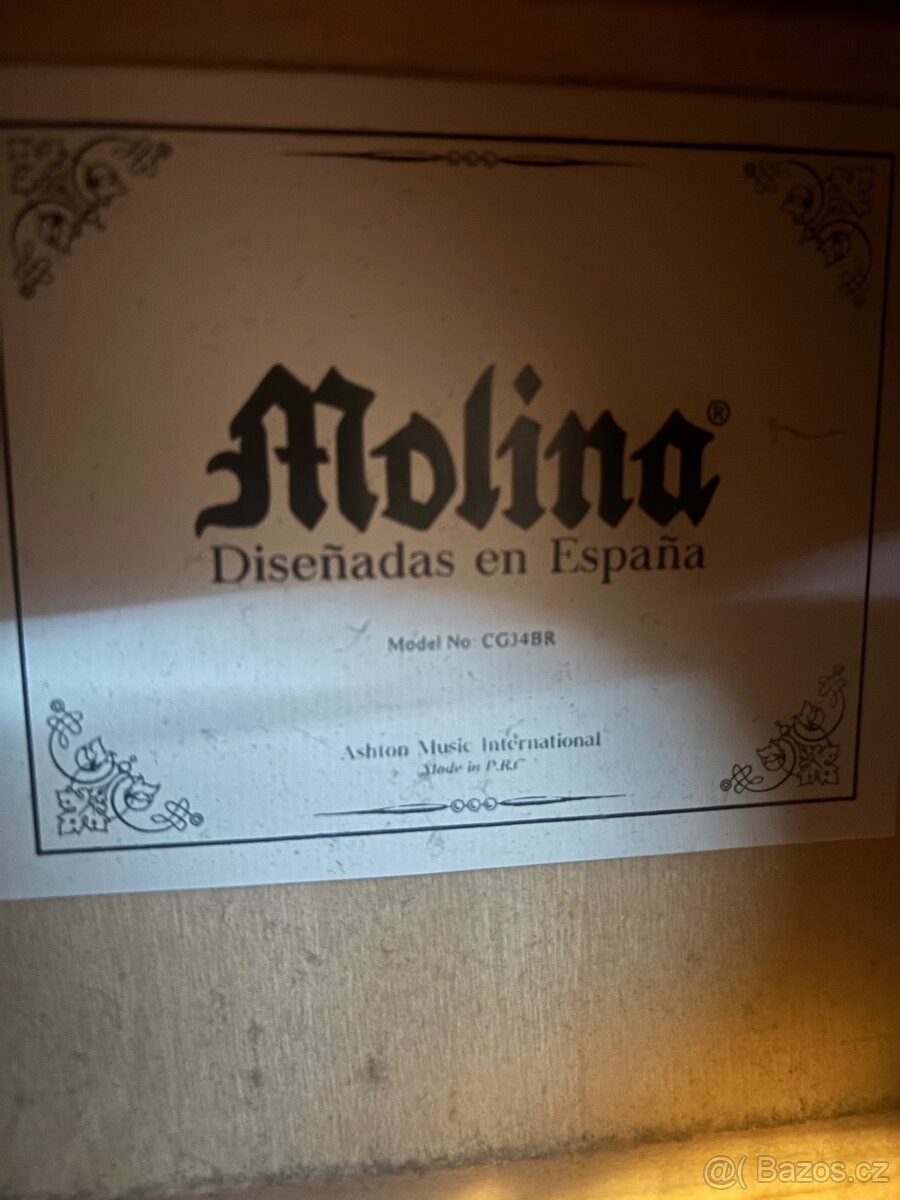 Molina®
Diseñadas en España
Model No CG34BR
Ashton Music International
Made in P.R.C
@( Bazos.cz